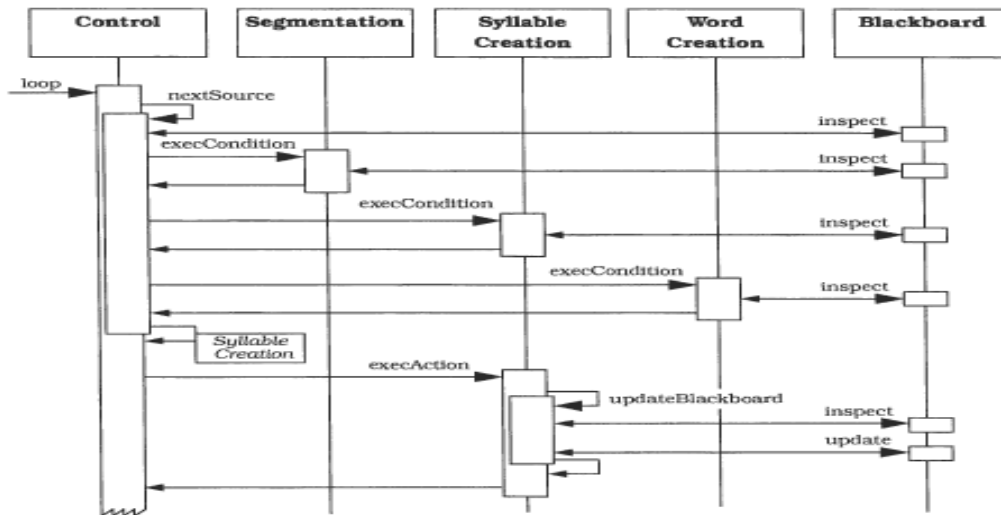 Control
Segmentation
Syllable
Creation
Word
Creation
Blackboard
loop
nextSource
inspect
execCondition
inspect
execCondition
inspect
execCondition
inspect
Syllable
Creation
execAction
updateBlackboard
inspect
update